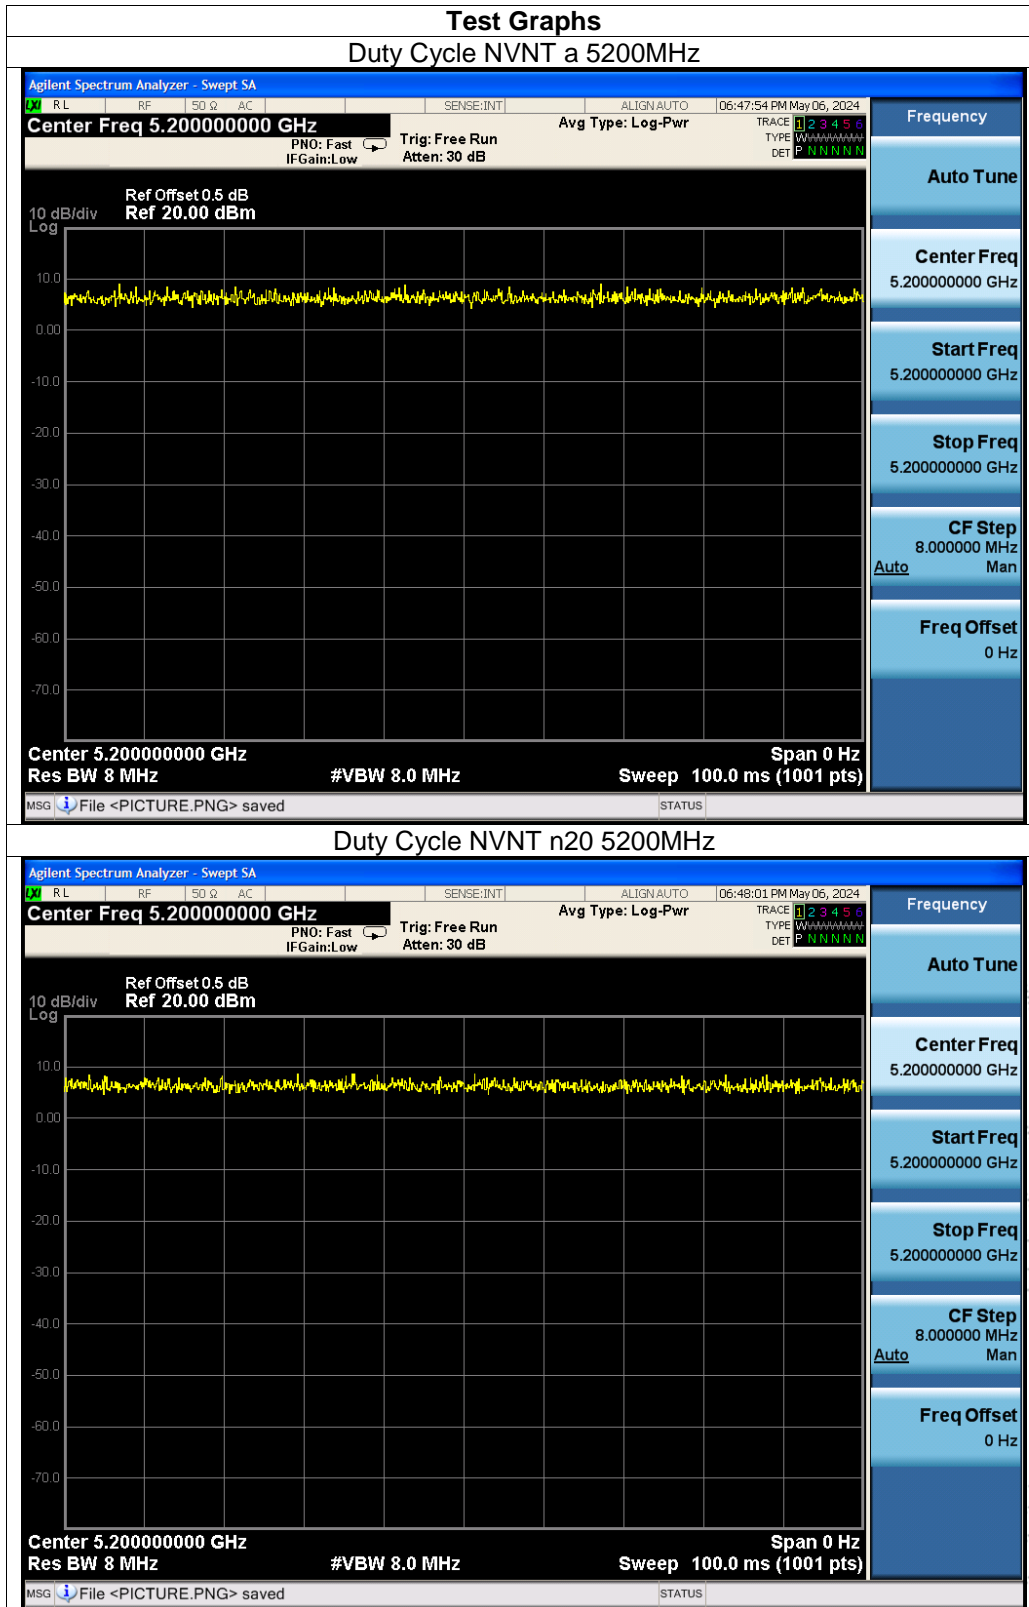 Test Graphs
Duty Cycle NVNT a 5200MHz
Agilent Spectrum Analyzer - Swept SA
LXI RL RF 50 Ω AC SENSE:INT ALIGN AUTO 06:47:54 PM May 06, 2024
Center Freq 5.200000000 GHz
PNO: Fast
IFGain:Low
Trig: Free Run
Atten: 30 dB
Avg Type: Log-Pwr
TRACE 1 2 3 4 5 6
TYPE W
DET P N N N N N
Ref Offset 0.5 dB
10 dB/div Ref 20.00 dBm
Log
10.0
0.00
-10.0
-20.0
-30.0
-40.0
-50.0
-60.0
-70.0
Center 5.200000000 GHz Span 0 Hz
Res BW 8 MHz #VBW 8.0 MHz Sweep 100.0 ms (1001 pts)
MSG File <PICTURE.PNG> saved STATUS
Frequency
Auto Tune
Center Freq
5.200000000 GHz
Start Freq
5.200000000 GHz
Stop Freq
5.200000000 GHz
CF Step
8.000000 MHz
Auto Man
Freq Offset
0 Hz
Duty Cycle NVNT n20 5200MHz
Agilent Spectrum Analyzer - Swept SA
LXI RL RF 50 Ω AC SENSE:INT ALIGN AUTO 06:48:01 PM May 06, 2024
Center Freq 5.200000000 GHz
PNO: Fast
IFGain:Low
Trig: Free Run
Atten: 30 dB
Avg Type: Log-Pwr
TRACE 1 2 3 4 5 6
TYPE W
DET P N N N N N
Ref Offset 0.5 dB
10 dB/div Ref 20.00 dBm
Log
10.0
0.00
-10.0
-20.0
-30.0
-40.0
-50.0
-60.0
-70.0
Center 5.200000000 GHz Span 0 Hz
Res BW 8 MHz #VBW 8.0 MHz Sweep 100.0 ms (1001 pts)
MSG File <PICTURE.PNG> saved STATUS
Frequency
Auto Tune
Center Freq
5.200000000 GHz
Start Freq
5.200000000 GHz
Stop Freq
5.200000000 GHz
CF Step
8.000000 MHz
Auto Man
Freq Offset
0 Hz